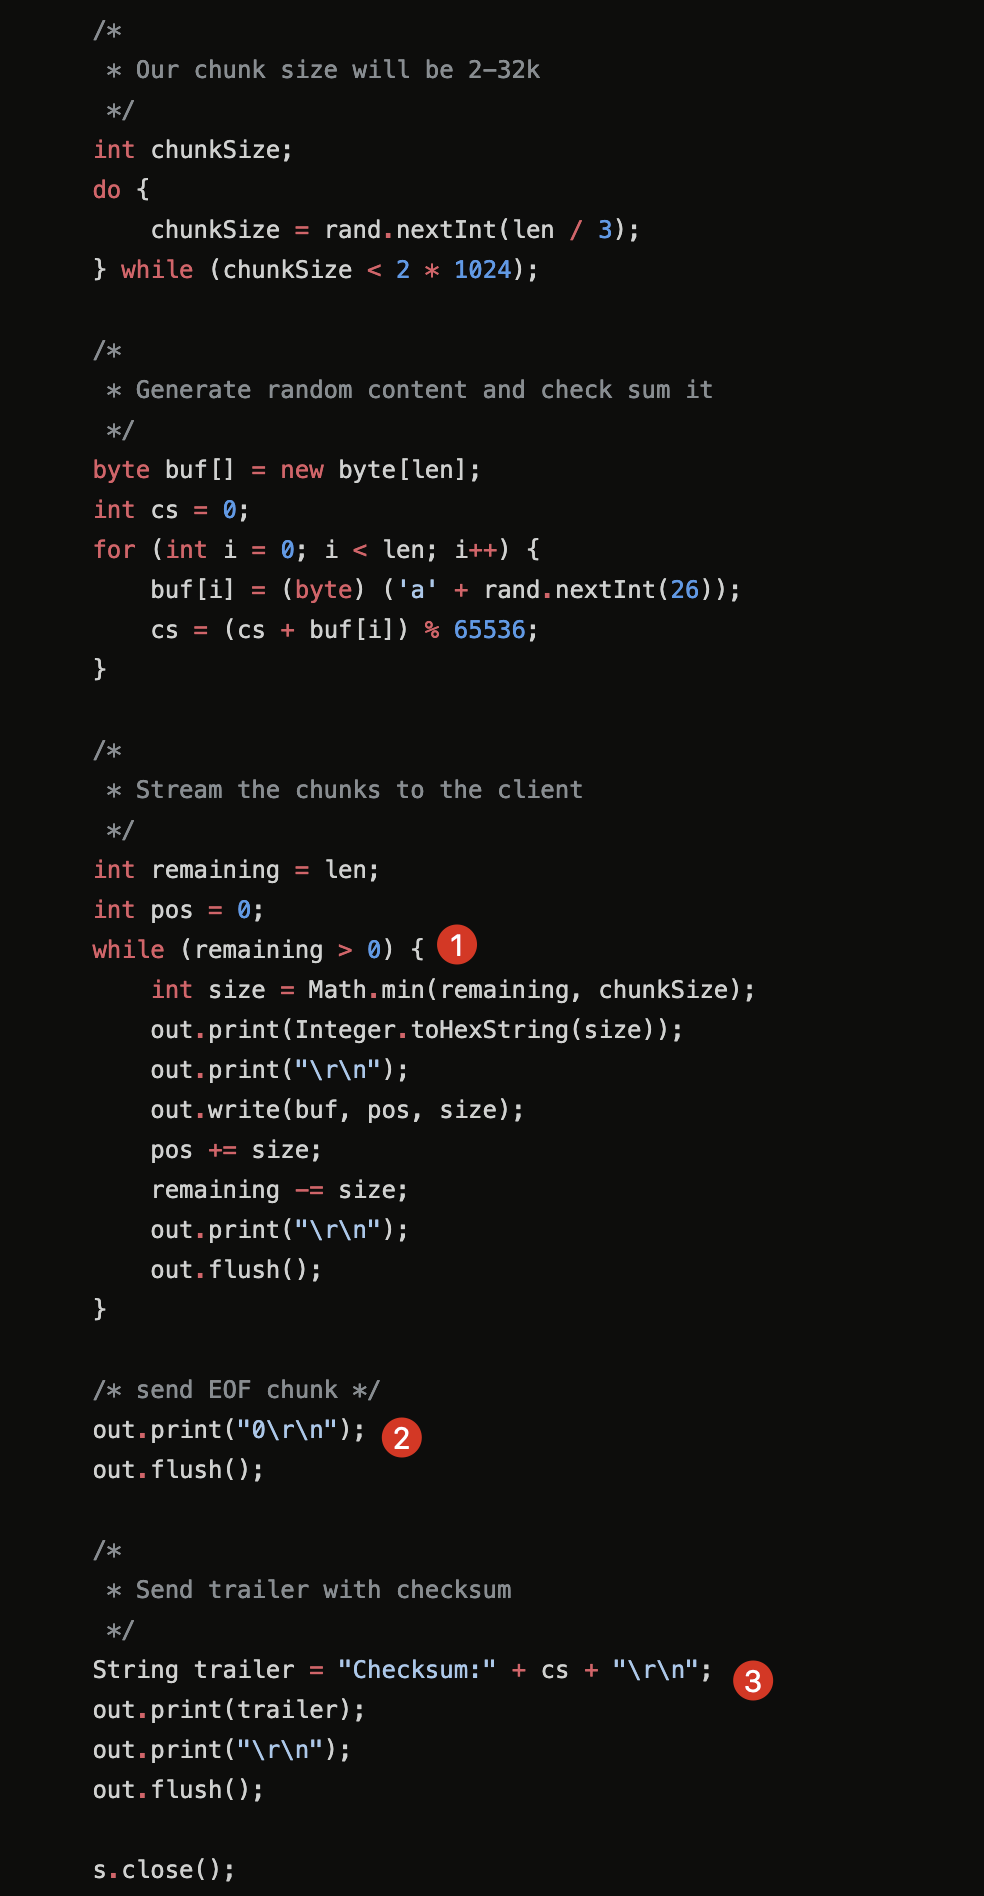 /*
 * Our chunk size will be 2-32k
 */
int chunkSize;
do {
    chunkSize = rand.nextInt(len / 3);
} while (chunkSize < 2 * 1024);

/*
 * Generate random content and check sum it
 */
byte buf[] = new byte[len];
int cs = 0;
for (int i = 0; i < len; i++) {
    buf[i] = (byte) ('a' + rand.nextInt(26));
    cs = (cs + buf[i]) % 65536;
}

/*
 * Stream the chunks to the client
 */
int remaining = len;
int pos = 0;
while (remaining > 0) { 1
    int size = Math.min(remaining, chunkSize);
    out.print(Integer.toHexString(size));
    out.print("\r\n");
    out.write(buf, pos, size);
    pos += size;
    remaining -= size;
    out.print("\r\n");
    out.flush();
}

/* send EOF chunk */
out.print("0\r\n"); 2
out.flush();

/*
 * Send trailer with checksum
 */
String trailer = "Checksum:" + cs + "\r\n"; 3
out.print(trailer);
out.print("\r\n");
out.flush();

s.close();